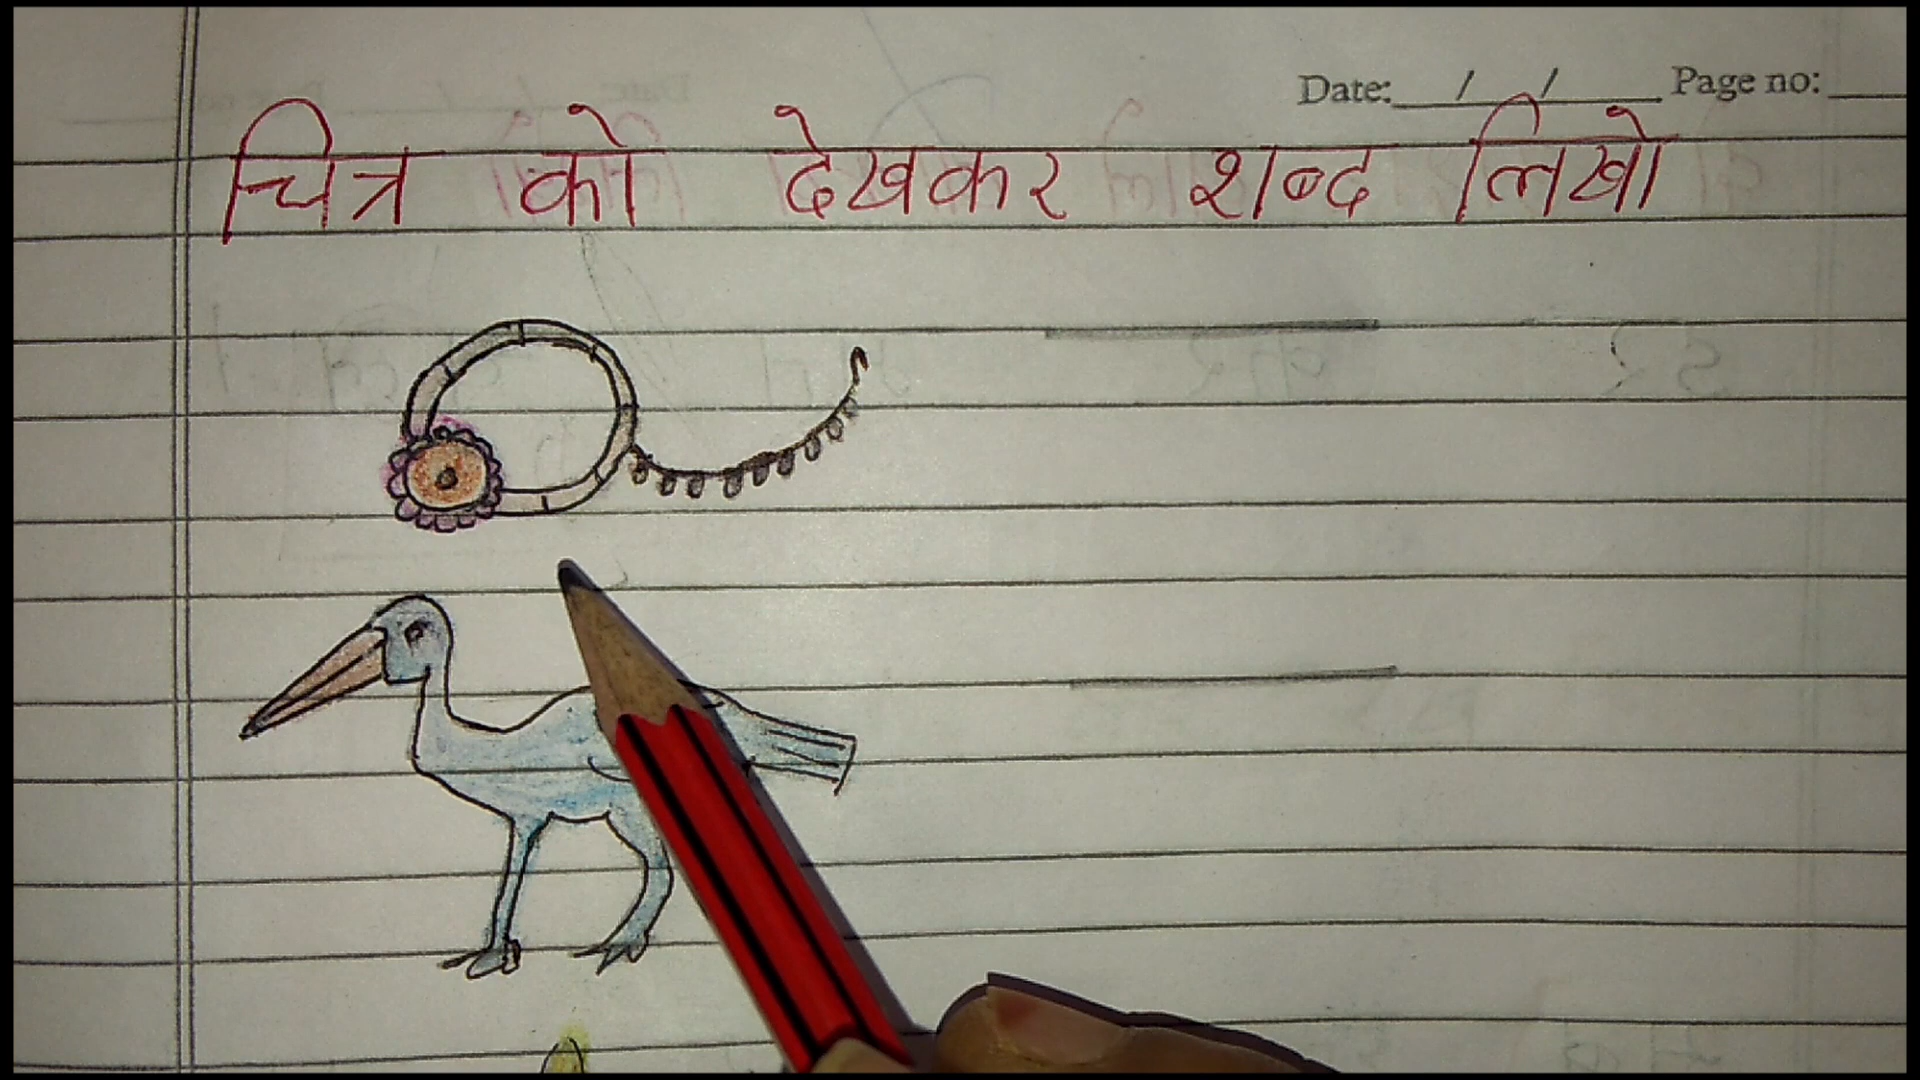 Date: / / Page no:
चित्र को देखकर शब्द लिखो